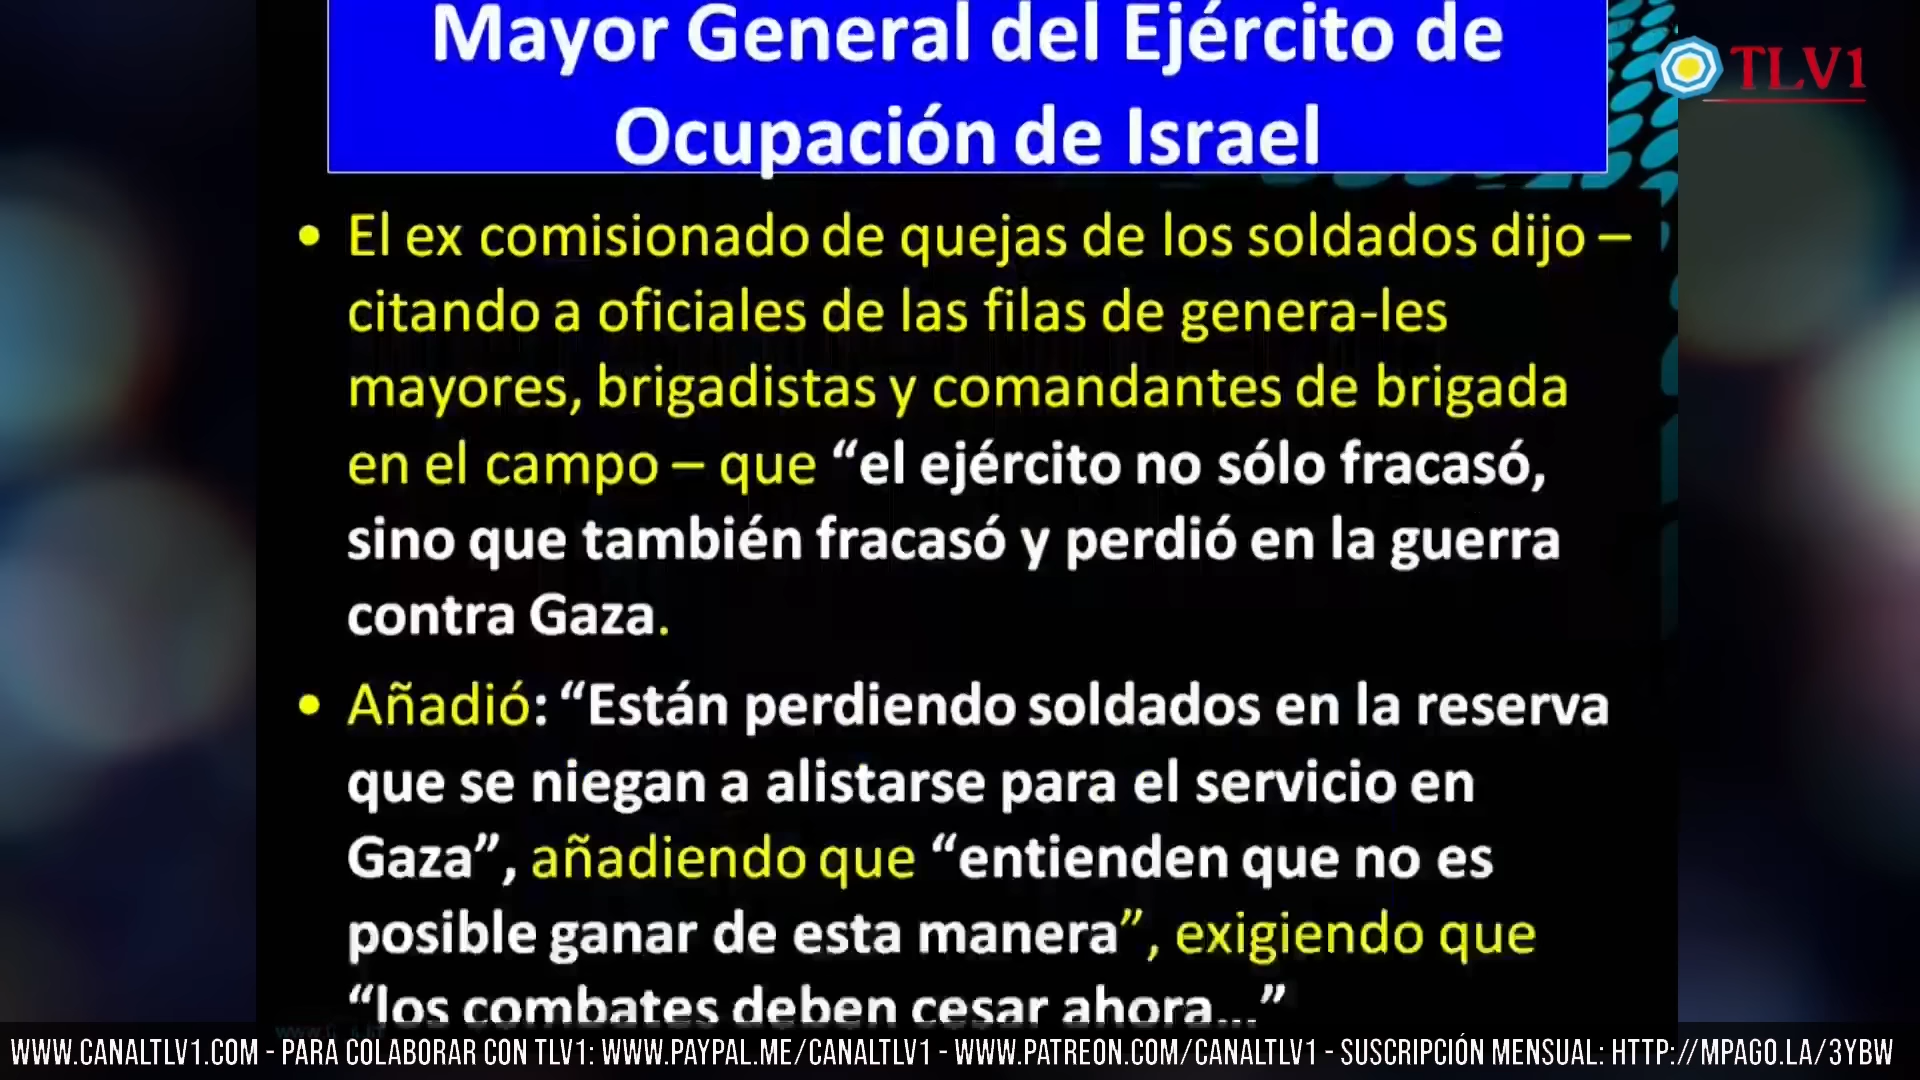 Mayor General del Ejército de
Ocupación de Israel
TLV1
• El ex comisionado de quejas de los soldados dijo –
citando a oficiales de las filas de genera-les
mayores, brigadistas y comandantes de brigada
en el campo – que “el ejército no sólo fracasó,
sino que también fracasó y perdió en la guerra
contra Gaza.
• Añadió: “Están perdiendo soldados en la reserva
que se niegan a alistarse para el servicio en
Gaza”, añadiendo que “entienden que no es
posible ganar de esta manera”, exigiendo que
“los combates deben cesar ahora...”
WWW.CANALTLV1.COM - PARA COLABORAR CON TLV1: WWW.PAYPAL.ME/CANALTLV1 - WWW.PATREON.COM/CANALTLV1 - SUSCRIPCIÓN MENSUAL: HTTP://MPAGO.LA/3YBW